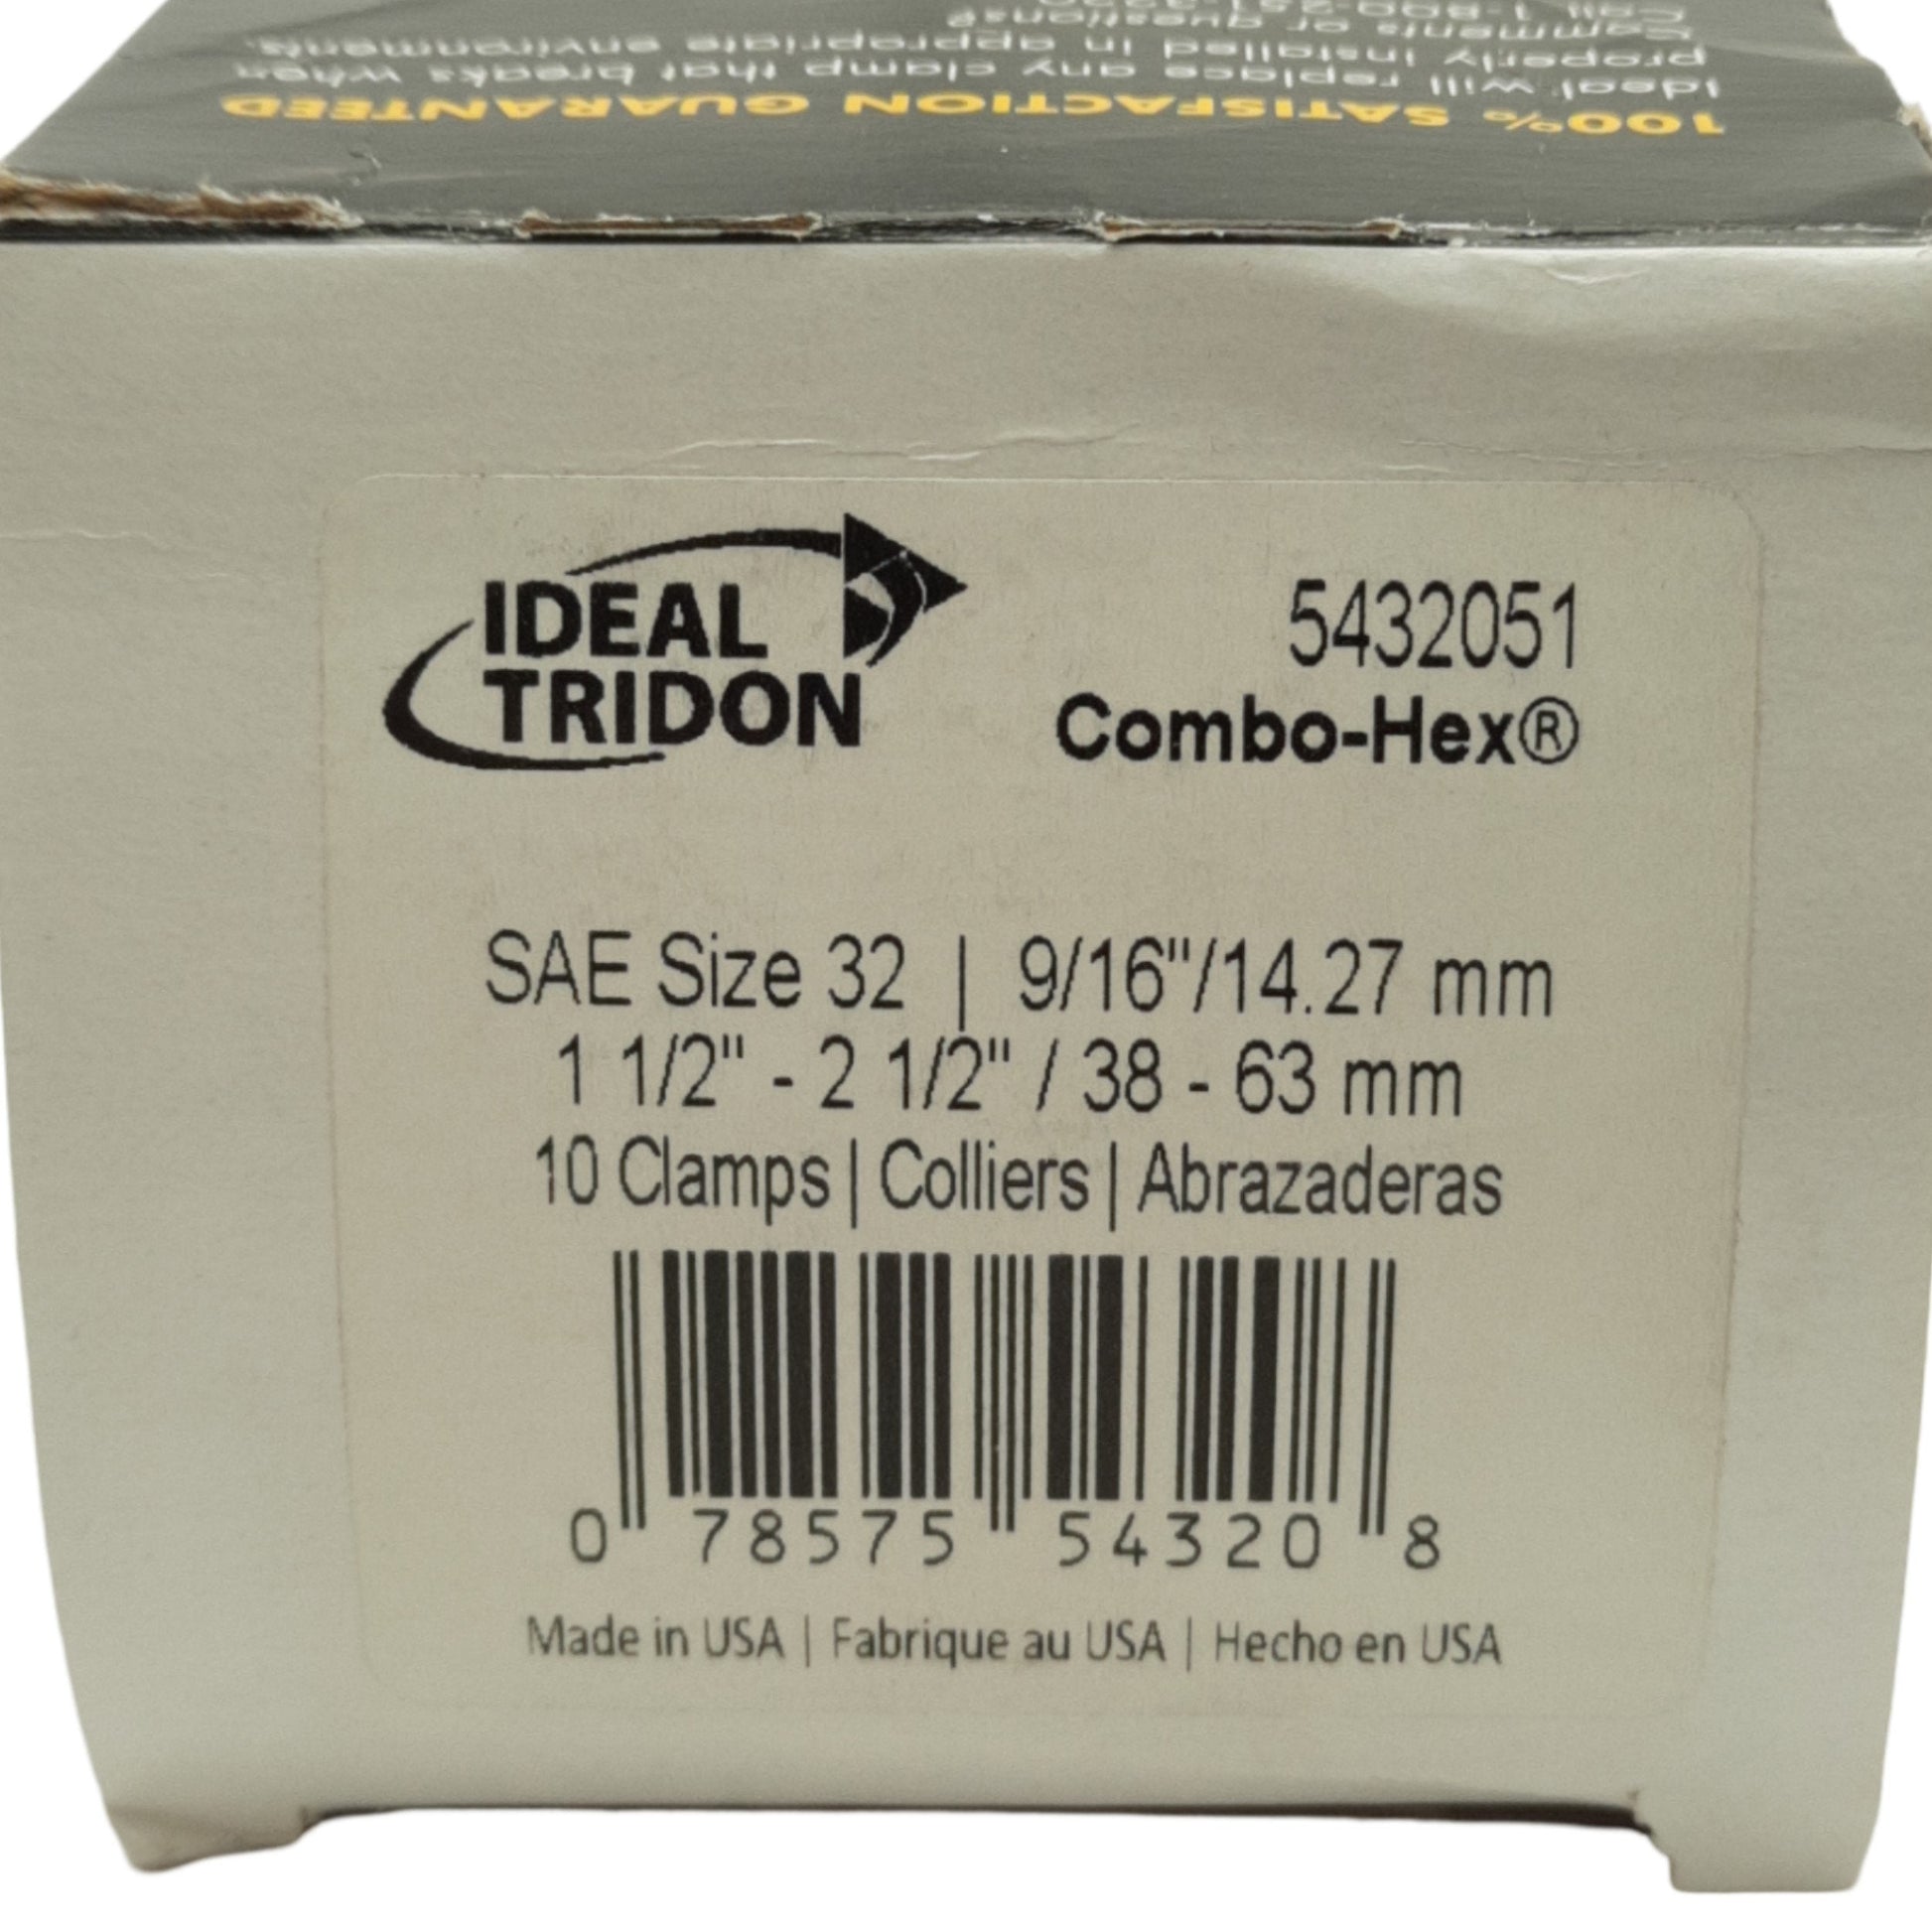 100% SATISFACTION GUARANTEED
Ideal will replace any clamp that breaks when
properly installed in appropriate environments.
Comments or questions?
IDEAL
TRIDON
5432051
Combo-Hex®
SAE Size 32 | 9/16"/14.27 mm
1 1/2" - 2 1/2" / 38 - 63 mm
10 Clamps | Colliers | Abrazaderas
0 78575 54320 8
Made in USA | Fabrique au USA | Hecho en USA